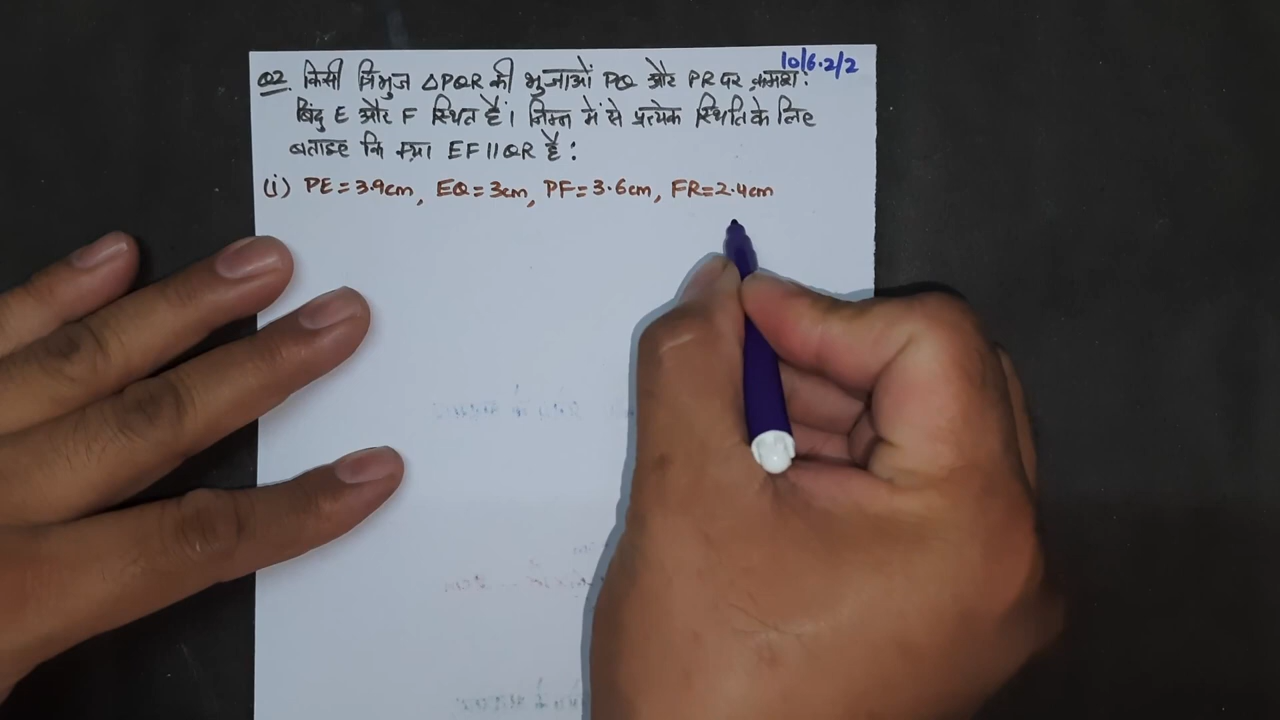 10/6.2/2
Q2. किसी त्रिभुज △PQR की भुजाओं PQ और PR पर क्रमशः
बिंदु E और F स्थित हैं। निम्न में से प्रत्येक स्थिति के लिए
बताइए कि क्या EF||QR है :
(i) PE = 3.9cm, EQ = 3cm, PF = 3.6cm, FR = 2.4cm